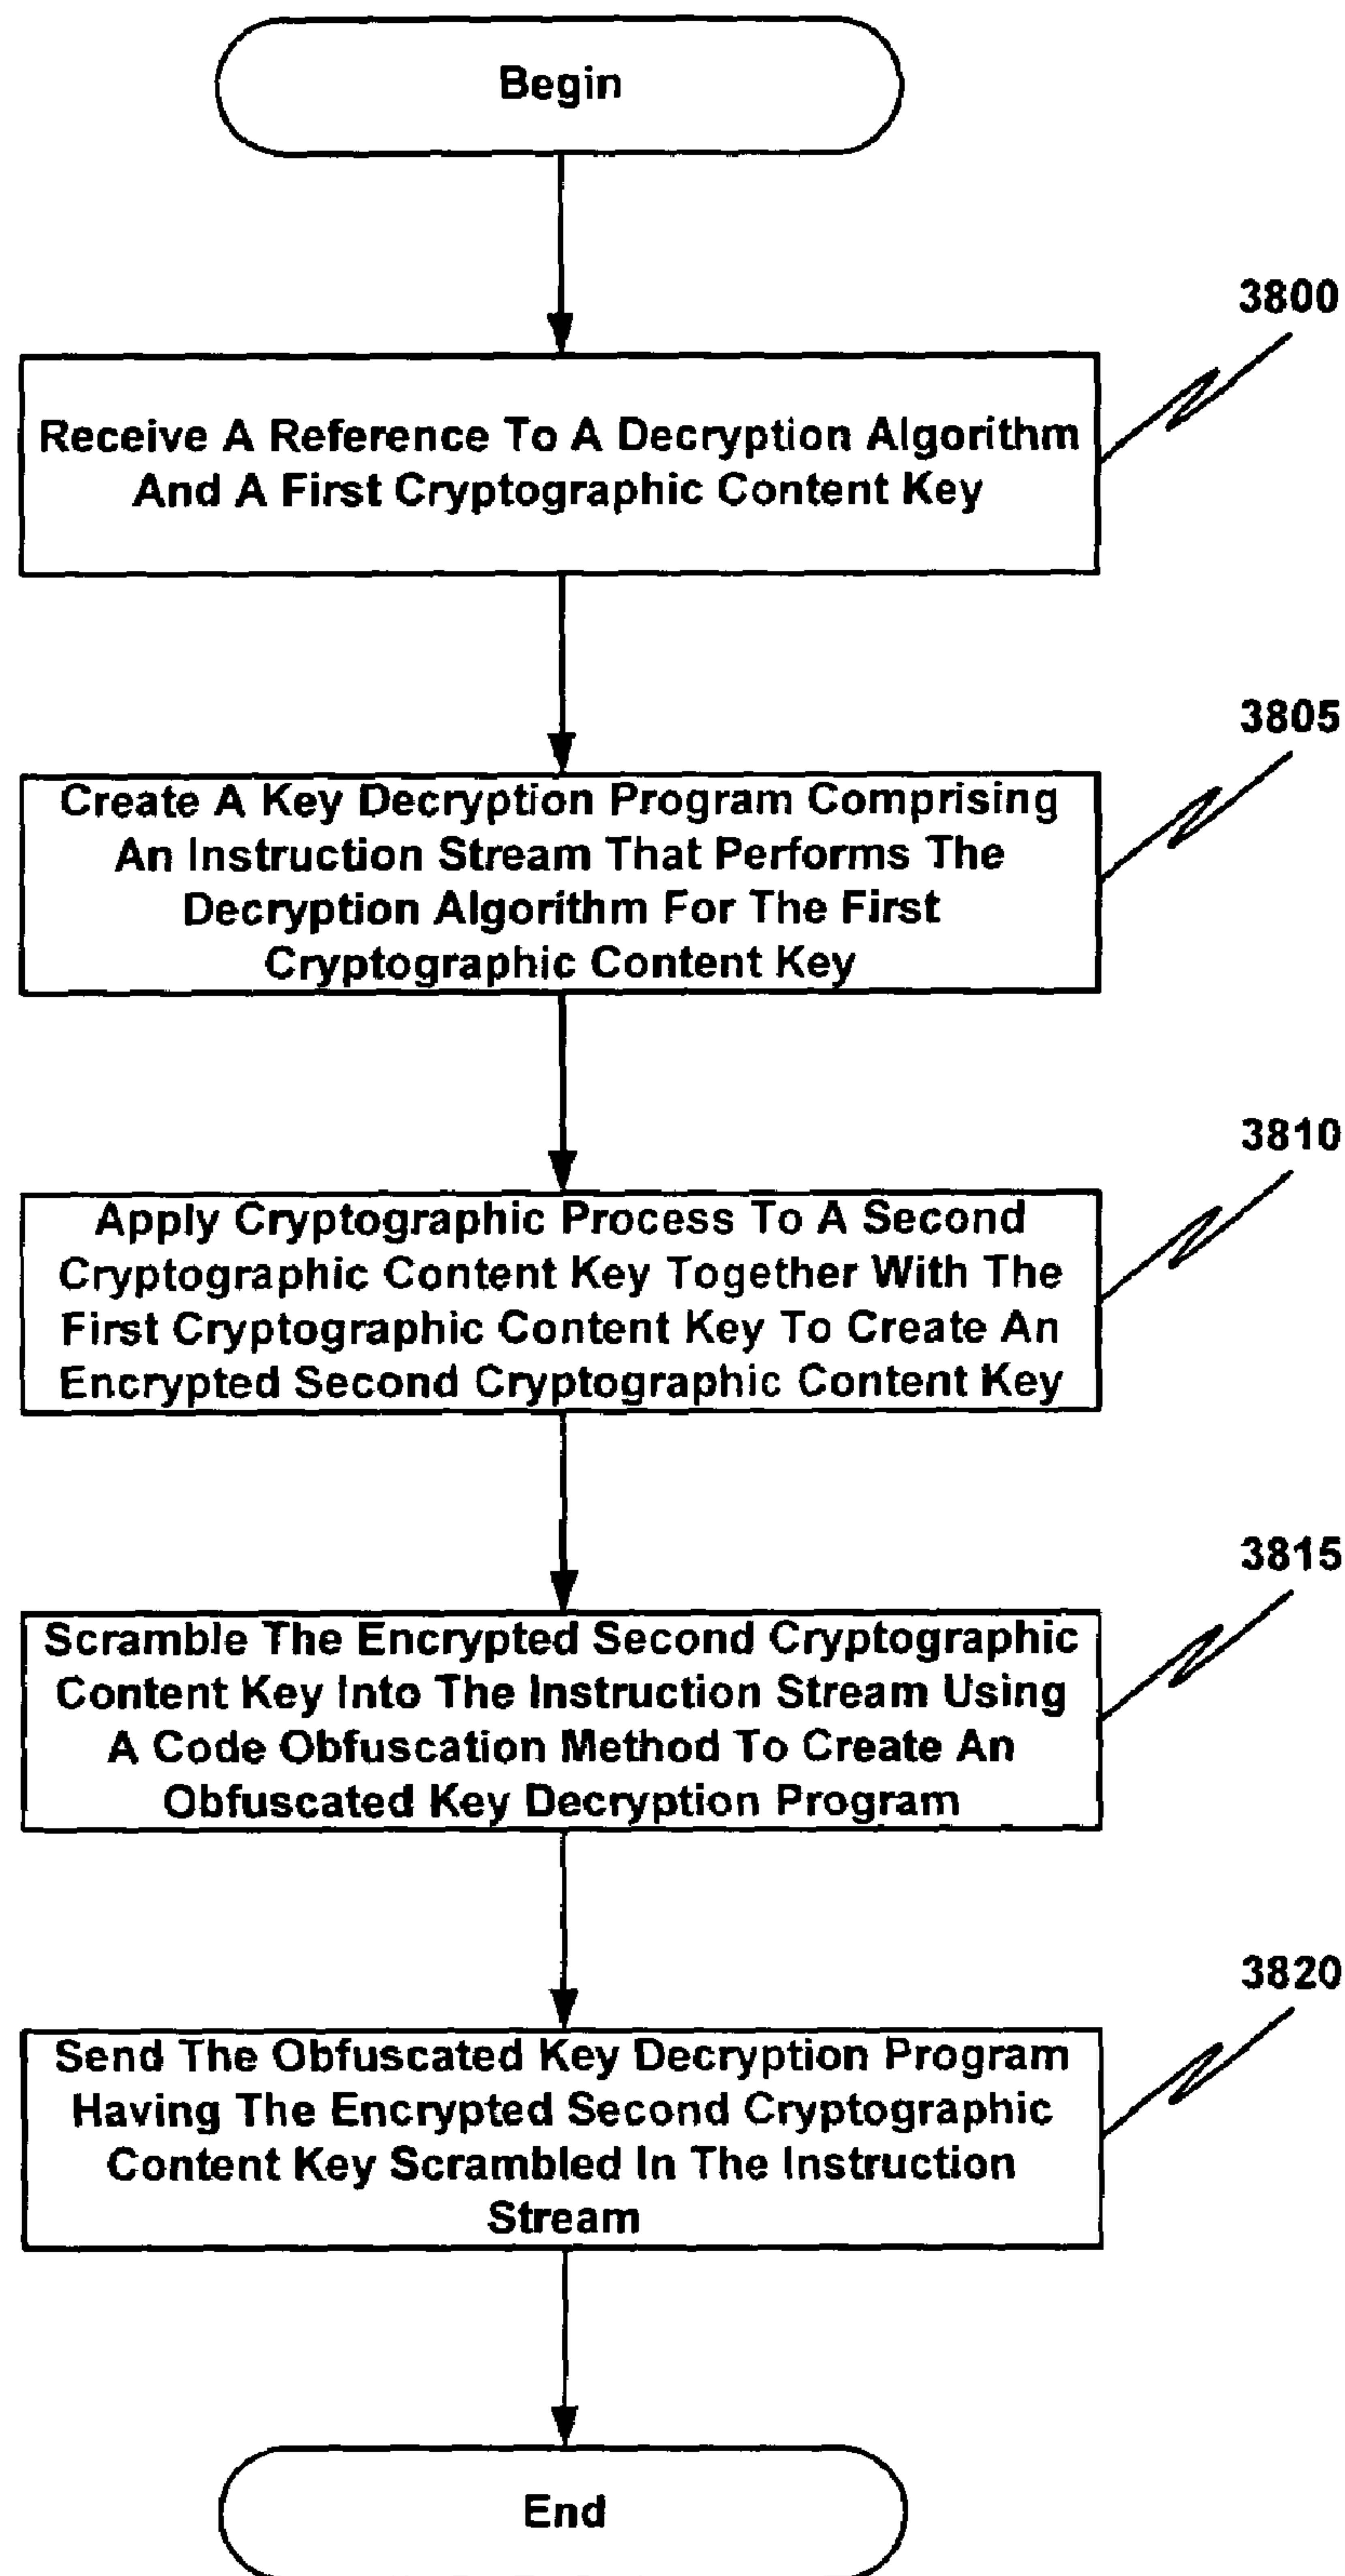 Begin
3800
Receive A Reference To A Decryption Algorithm
And A First Cryptographic Content Key
3805
Create A Key Decryption Program Comprising
An Instruction Stream That Performs The
Decryption Algorithm For The First
Cryptographic Content Key
3810
Apply Cryptographic Process To A Second
Cryptographic Content Key Together With The
First Cryptographic Content Key To Create An
Encrypted Second Cryptographic Content Key
3815
Scramble The Encrypted Second Cryptographic
Content Key Into The Instruction Stream Using
A Code Obfuscation Method To Create An
Obfuscated Key Decryption Program
3820
Send The Obfuscated Key Decryption Program
Having The Encrypted Second Cryptographic
Content Key Scrambled In The Instruction
Stream
End